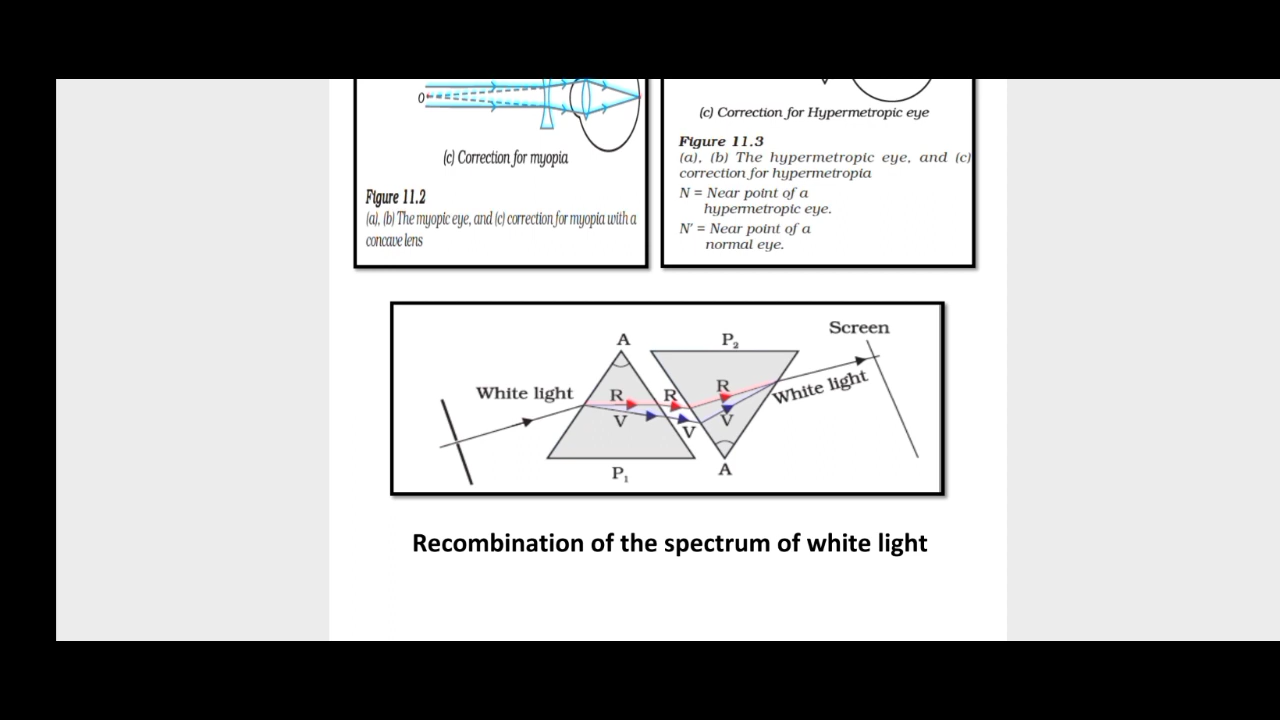 O
(c) Correction for myopia
Figure 11.2
(a), (b) The myopic eye, and (c) correction for myopia with a
concave lens
(c) Correction for Hypermetropic eye
Figure 11.3
(a), (b) The hypermetropic eye, and (c)
correction for hypermetropia
N = Near point of a
hypermetropic eye.
N' = Near point of a
normal eye.
Screen
A
P₂
White light
R
R
R
White light
V
V
V
P₁
A
Recombination of the spectrum of white light